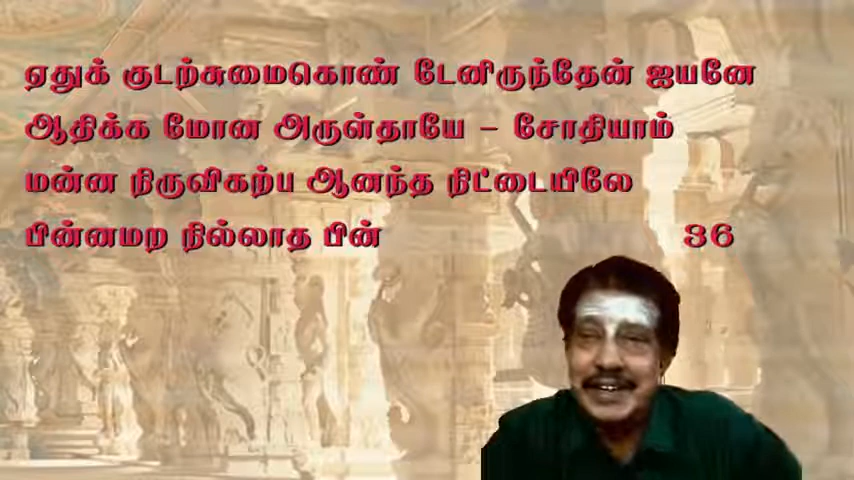 ஏதுக் குடற்சுமைகொண் டேனிருந்தேன் ஐயனே
ஆதிக்க மோன அருள்தாயே - சோதியாம்
மன்ன நிருவிகற்ப ஆனந்த நிட்டையிலே
பின்னமற நில்லாத பின் 36